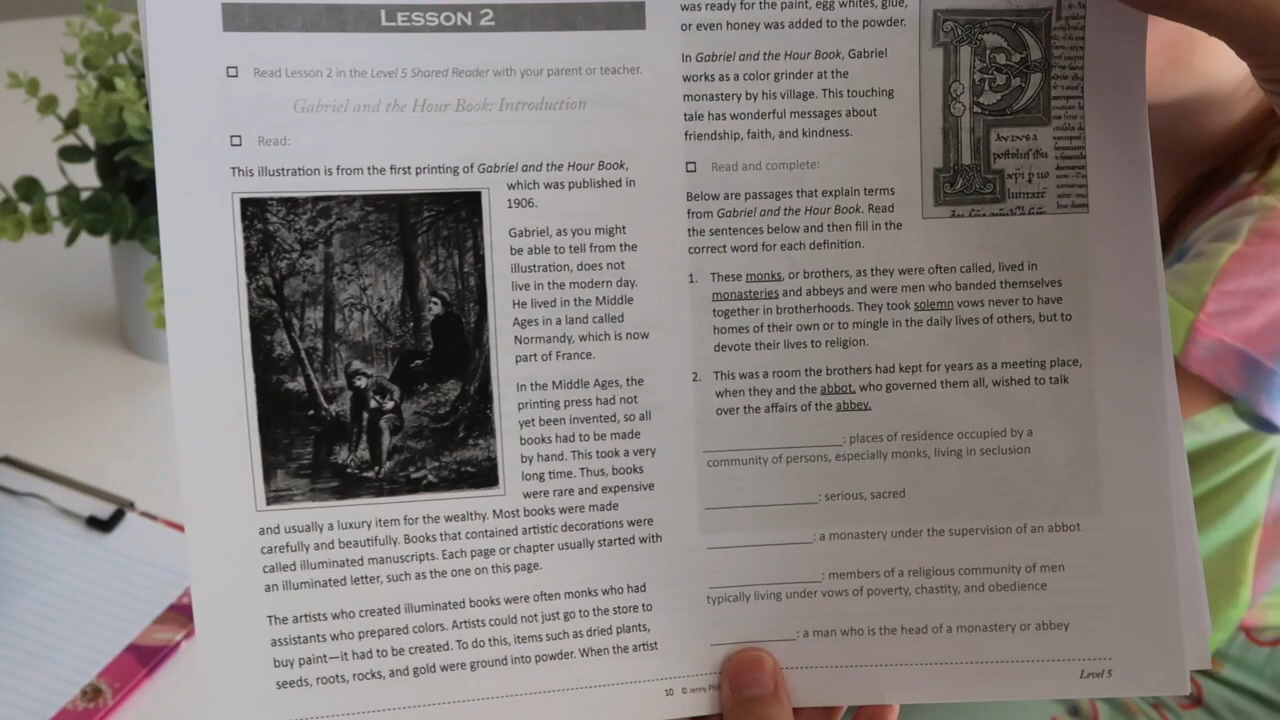 LESSON 2
Read Lesson 2 in the Level 5 Shared Reader with your parent or teacher.
Gabriel and the Hour Book: Introduction
Read:
This illustration is from the first printing of Gabriel and the Hour Book,
which was published in
1906.
Gabriel, as you might
be able to tell from the
illustration, does not
live in the modern day.
He lived in the Middle
Ages in a land called
Normandy, which is now
part of France.
In the Middle Ages, the
printing press had not
yet been invented, so all
books had to be made
by hand. This took a very
long time. Thus, books
were rare and expensive
and usually a luxury item for the wealthy. Most books were made
carefully and beautifully. Books that contained artistic decorations were
called illuminated manuscripts. Each page or chapter usually started with
an illuminated letter, such as the one on this page.
The artists who created illuminated books were often monks who had
assistants who prepared colors. Artists could not just go to the store to
buy paint—it had to be created. To do this, items such as dried plants,
seeds, roots, rocks, and gold were ground into powder. When the artist
was ready for the paint, egg whites, glue,
or even honey was added to the powder.
In Gabriel and the Hour Book, Gabriel
works as a color grinder at the
monastery by his village. This touching
tale has wonderful messages about
friendship, faith, and kindness.
Read and complete:
Below are passages that explain terms
from Gabriel and the Hour Book. Read
the sentences below and then fill in the
correct word for each definition.
1. These monks, or brothers, as they were often called, lived in
monasteries and abbeys and were men who banded themselves
together in brotherhoods. They took solemn vows never to have
homes of their own or to mingle in the daily lives of others, but to
devote their lives to religion.
2. This was a room the brothers had kept for years as a meeting place,
when they and the abbot, who governed them all, wished to talk
over the affairs of the abbey.
: places of residence occupied by a
community of persons, especially monks, living in seclusion
: serious, sacred
: a monastery under the supervision of an abbot
: members of a religious community of men
typically living under vows of poverty, chastity, and obedience
: a man who is the head of a monastery or abbey
10 © Jenny
Level 5